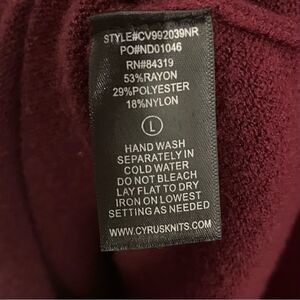 STYLE#CV992039NR
PO#ND01046
RN#84319
53%RAYON
29%POLYESTER
18%NYLON
L
HAND WASH
SEPARATELY IN
COLD WATER
DO NOT BLEACH
LAY FLAT TO DRY
IRON ON LOWEST
SETTING AS NEEDED
WWW.CYRUSKNITS.COM